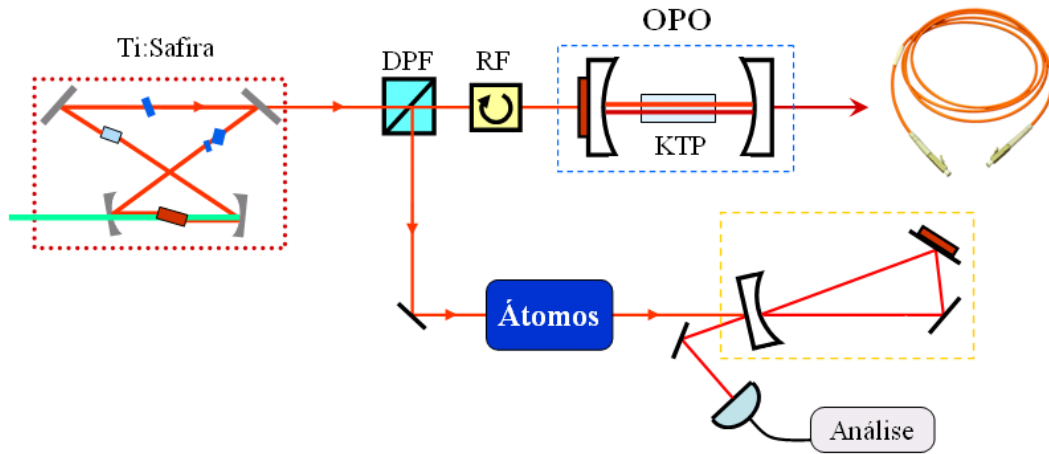 OPO
Ti:Safira
DPF
RF
KTP
Átomos
Análise